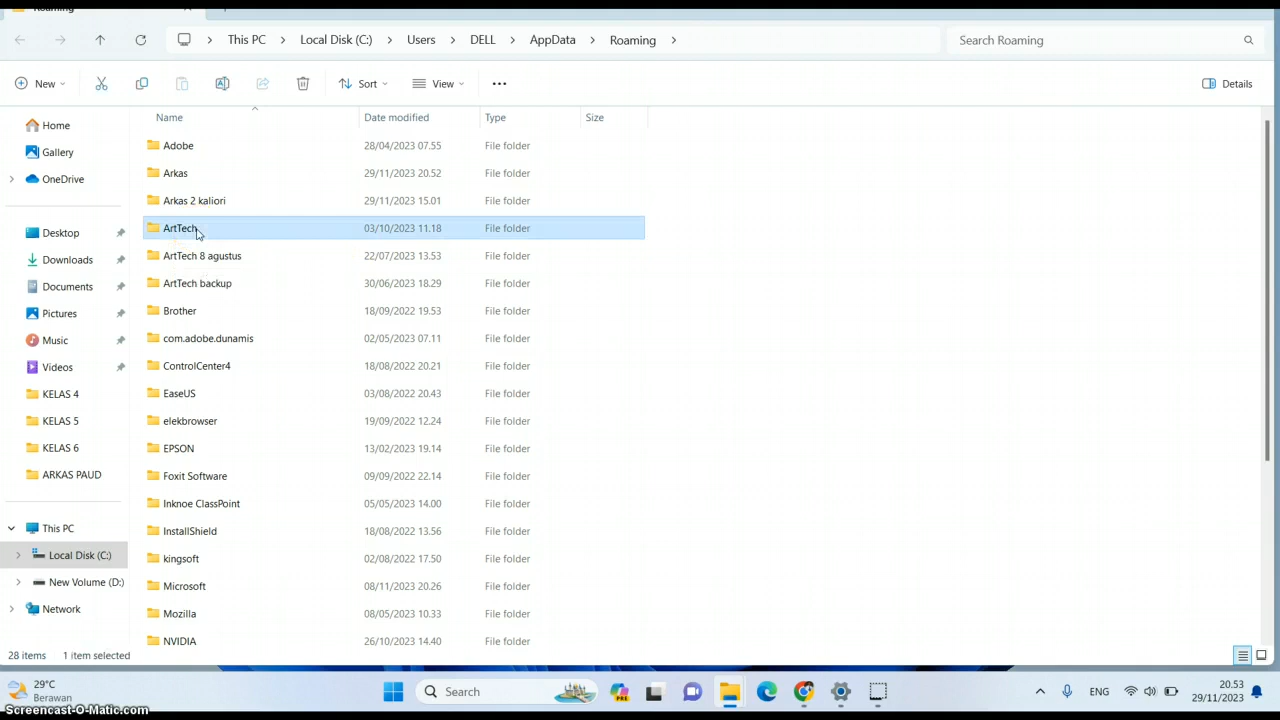 Roaming
This PC > Local Disk (C:) > Users > DELL > AppData > Roaming >
Search Roaming
New
Sort
View
Details
Name Date modified Type Size
Home
Gallery
OneDrive
Desktop
Downloads
Documents
Pictures
Music
Videos
KELAS 4
KELAS 5
KELAS 6
ARKAS PAUD
This PC
Local Disk (C:)
New Volume (D:)
Network
Adobe 28/04/2023 07.55 File folder
Arkas 29/11/2023 20.52 File folder
Arkas 2 kaliori 29/11/2023 15.01 File folder
ArtTech 03/10/2023 11.18 File folder
ArtTech 8 agustus 22/07/2023 13.53 File folder
ArtTech backup 30/06/2023 18.29 File folder
Brother 18/09/2022 19.53 File folder
com.adobe.dunamis 02/05/2023 07.11 File folder
ControlCenter4 18/08/2022 20.21 File folder
EaseUS 03/08/2022 20.43 File folder
elekbrowser 19/09/2022 12.24 File folder
EPSON 13/02/2023 19.14 File folder
Foxit Software 09/09/2022 22.14 File folder
Inknoe ClassPoint 05/05/2023 14.00 File folder
InstallShield 18/08/2022 13.56 File folder
kingsoft 02/08/2022 17.50 File folder
Microsoft 08/11/2023 20.26 File folder
Mozilla 08/05/2023 10.33 File folder
NVIDIA 26/10/2023 14.40 File folder
28 items 1 item selected
29°C
Berawan
Search
PRE
ENG
20.53
29/11/2023
Screencast-O-Matic.com